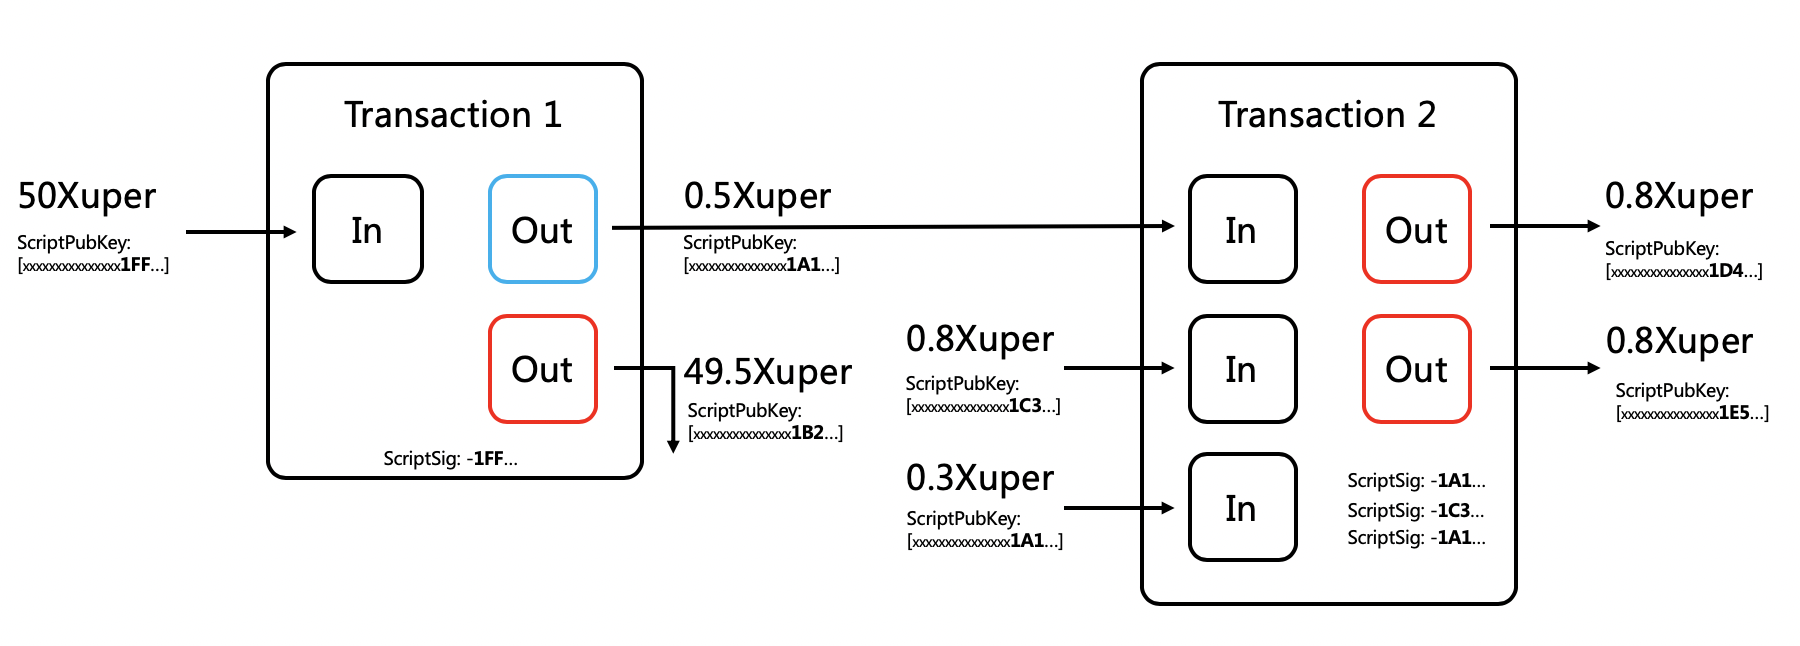 Transaction 1
50Xuper
ScriptPubKey:
[xxxxxxxxxxxxxx1FF...]
In
Out
0.5Xuper
ScriptPubKey:
[xxxxxxxxxxxxxx1A1...]
Out
49.5Xuper
ScriptPubKey:
[xxxxxxxxxxxxxx1B2...]
ScriptSig: -1FF...
Transaction 2
In
Out
0.8Xuper
ScriptPubKey:
[xxxxxxxxxxxxxx1D4...]
0.8Xuper
ScriptPubKey:
[xxxxxxxxxxxxxx1C3...]
In
Out
0.8Xuper
ScriptPubKey:
[xxxxxxxxxxxxxx1E5...]
0.3Xuper
ScriptPubKey:
[xxxxxxxxxxxxxx1A1...]
In
ScriptSig: -1A1...
ScriptSig: -1C3...
ScriptSig: -1A1...